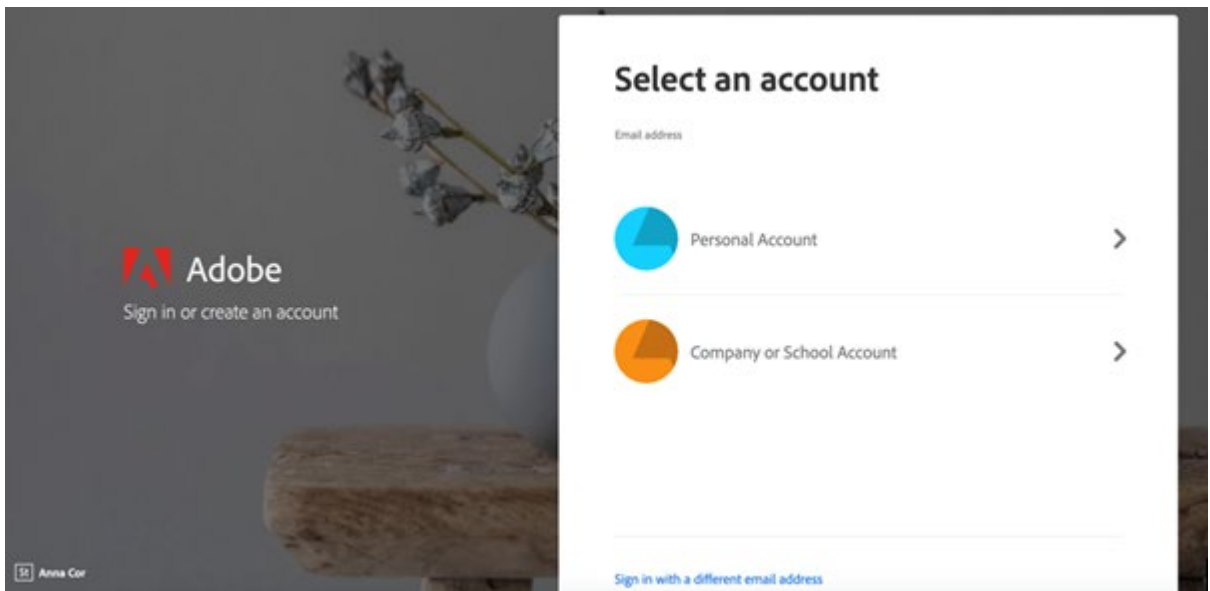 Adobe
Sign in or create an account
St Anna Cor
Select an account
Email address
Personal Account
Company or School Account
Sign in with a different email address